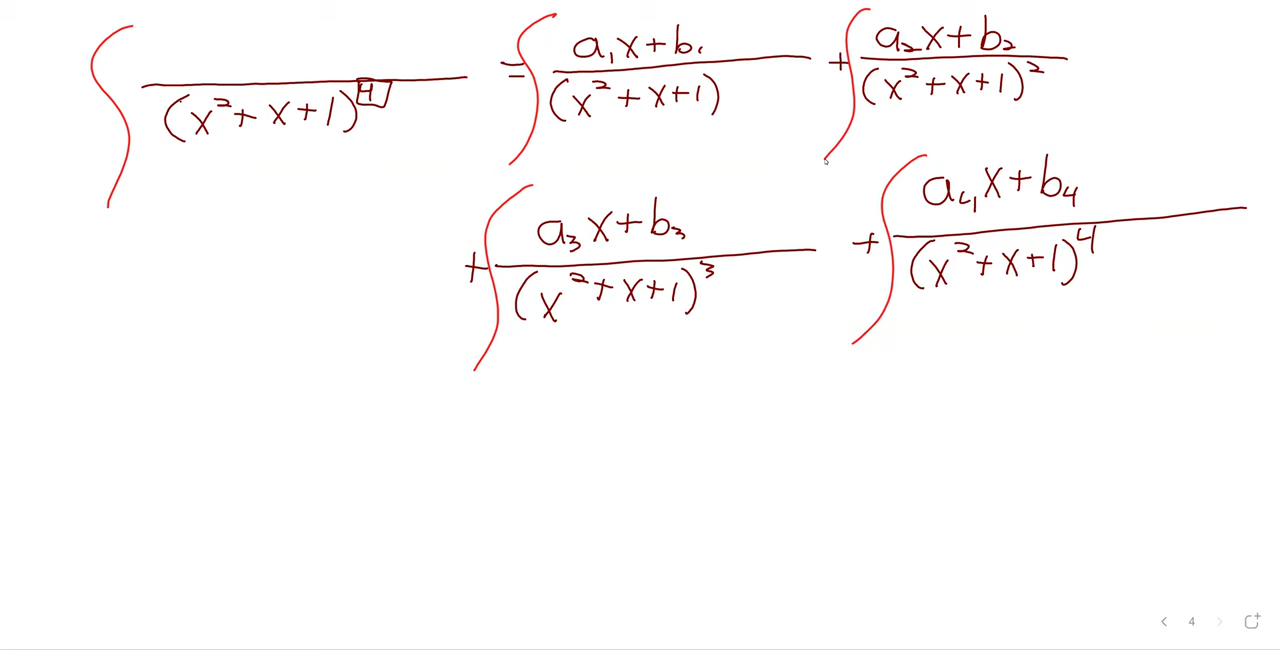 ∫ ⎯⎯⎯ / (x² + x + 1)^4 = ∫ (a₁x + b₁) / (x² + x + 1) + ∫ (a₂x + b₂) / (x² + x + 1)²
+ ∫ (a₃x + b₃) / (x² + x + 1)³ + ∫ (a₄x + b₄) / (x² + x + 1)^4
4